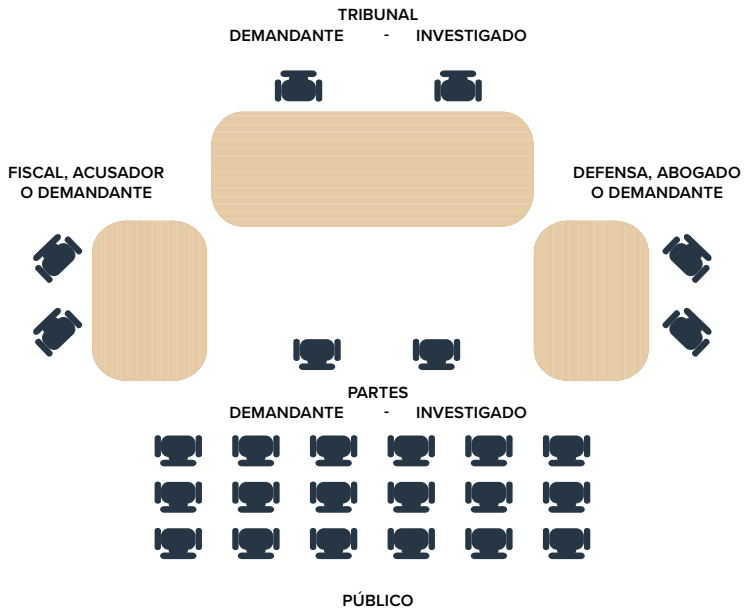 TRIBUNAL
DEMANDANTE - INVESTIGADO
FISCAL, ACUSADOR
O DEMANDANTE
DEFENSA, ABOGADO
O DEMANDANTE
PARTES
DEMANDANTE - INVESTIGADO
PÚBLICO